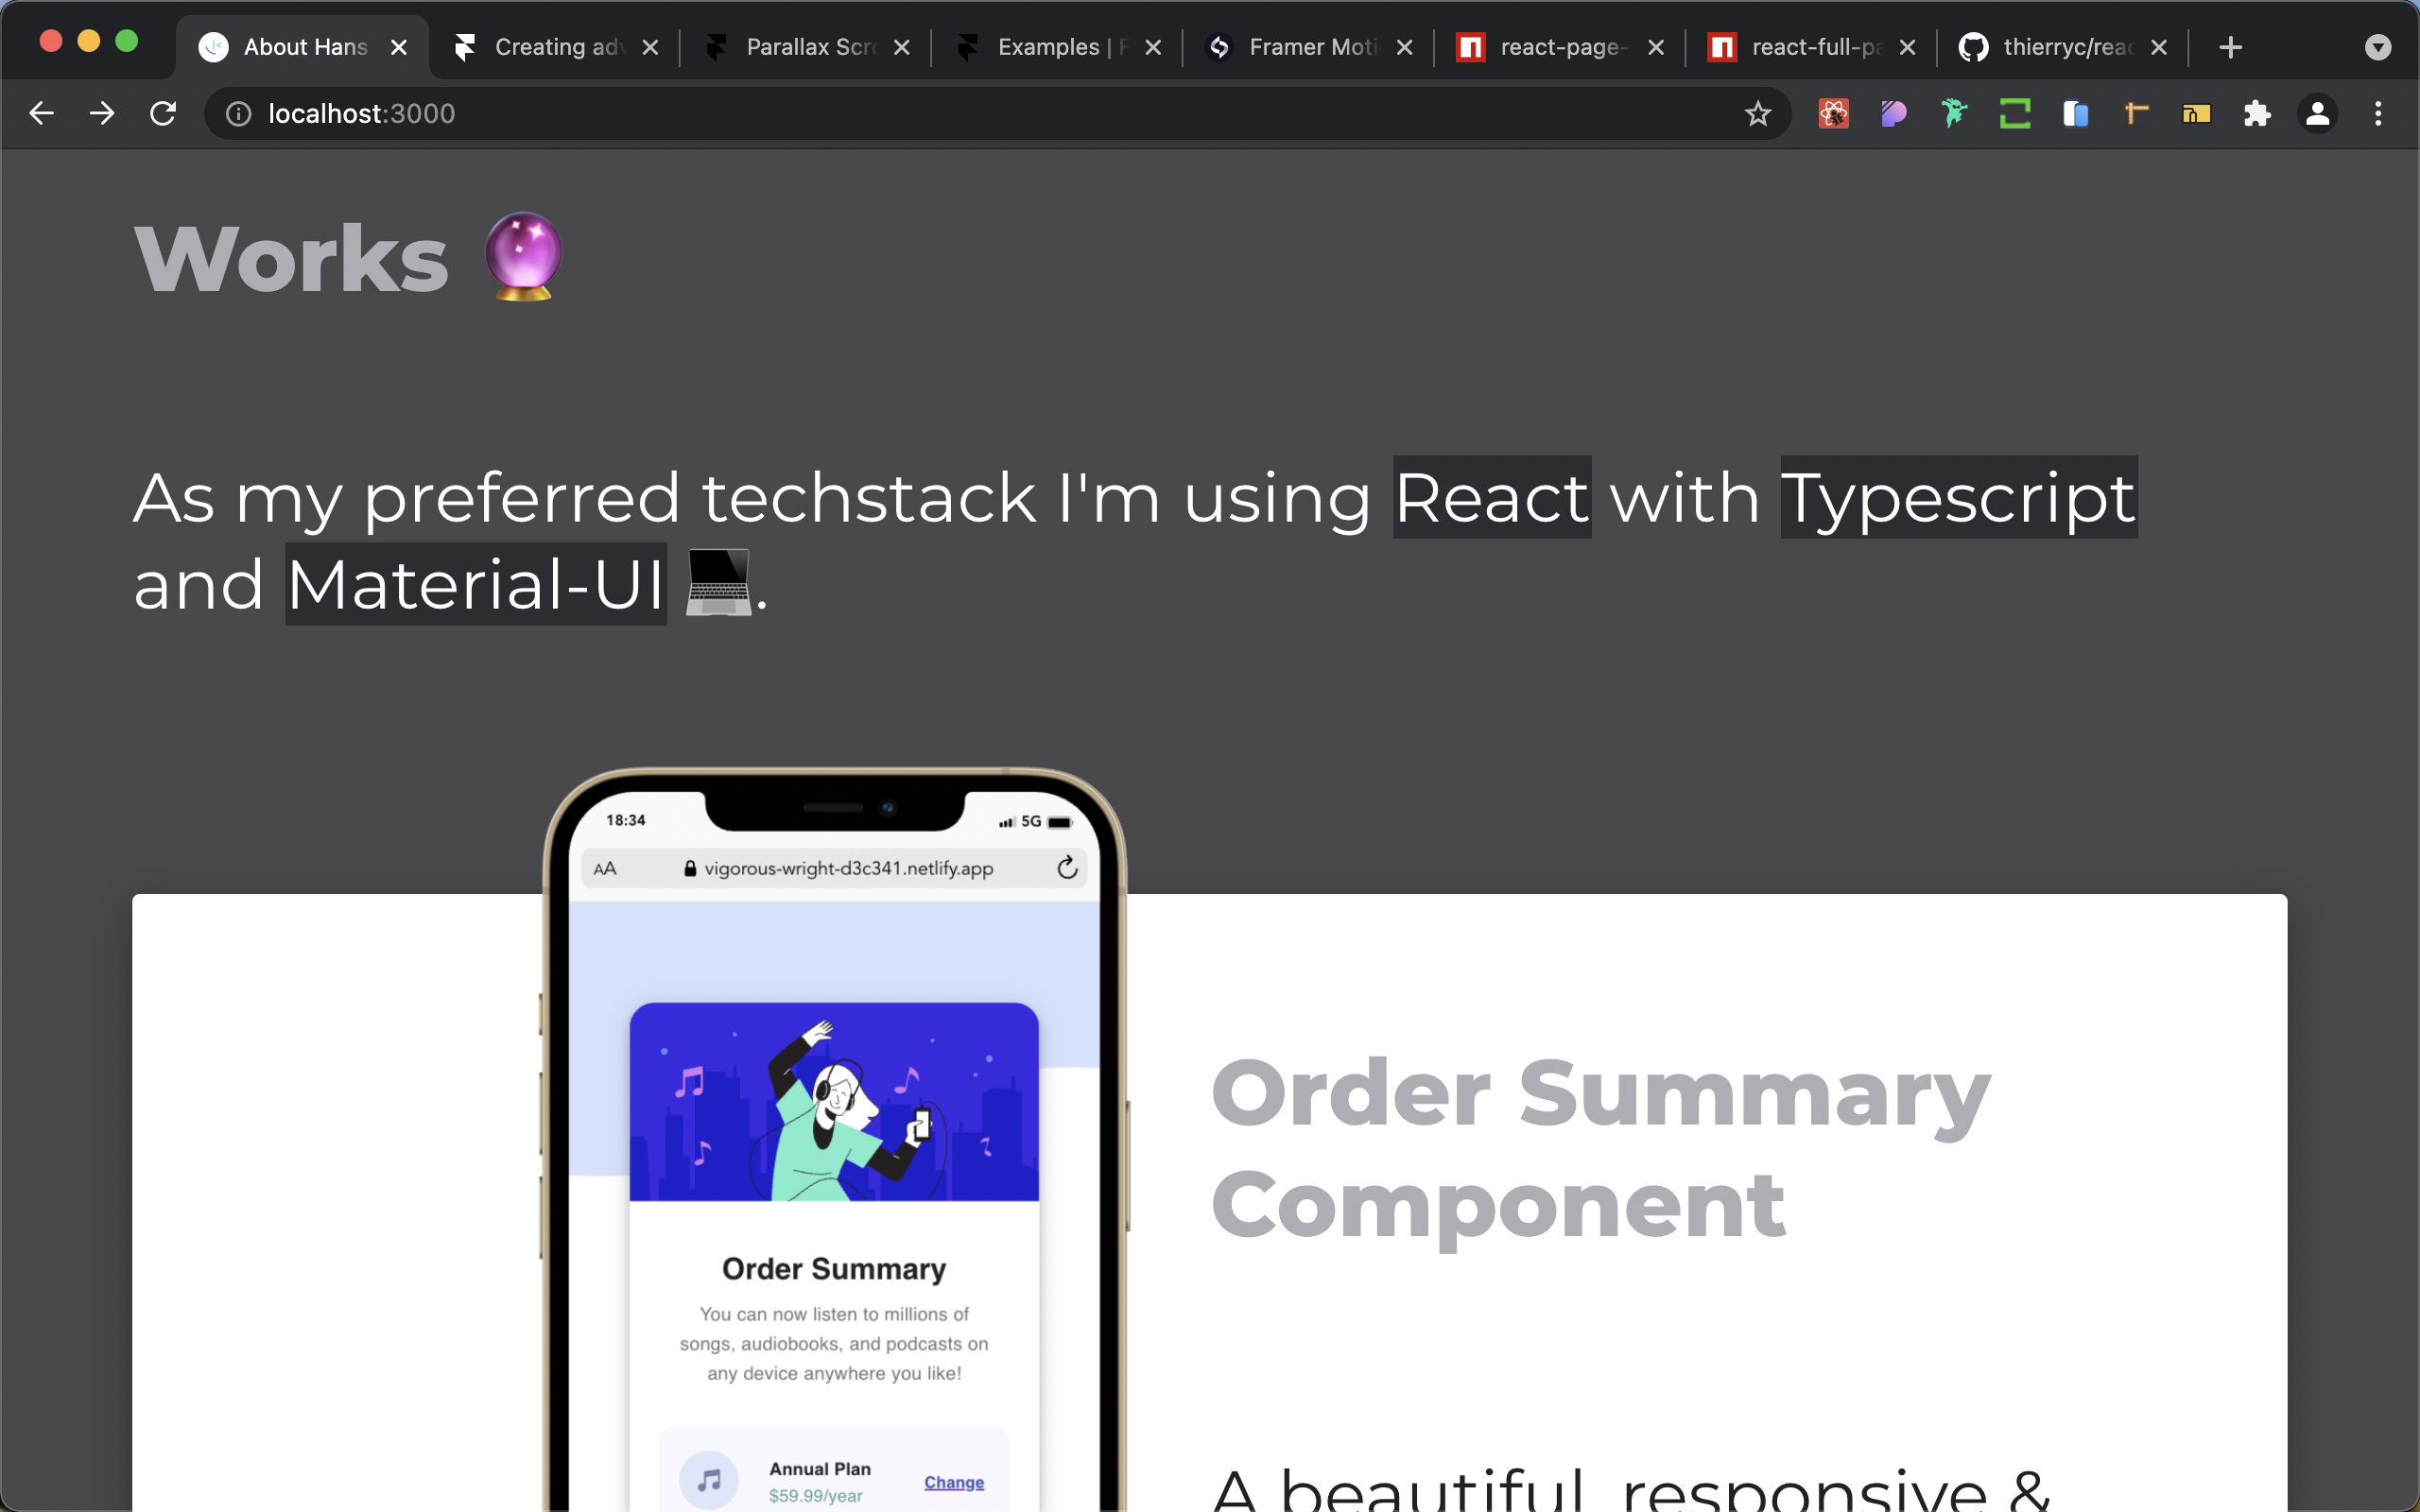 About Hans
Creating adv
Parallax Scro
Examples | F
Framer Moti
react-page-
react-full-pa
thierryc/reac
localhost:3000
Works
As my preferred techstack I'm using React with Typescript
and Material-UI 💻.
18:34
5G
AA
vigorous-wright-d3c341.netlify.app
Order Summary
You can now listen to millions of
songs, audiobooks, and podcasts on
any device anywhere you like!
Annual Plan
$59.99/year
Change
Order Summary
Component
A beautiful, responsive &